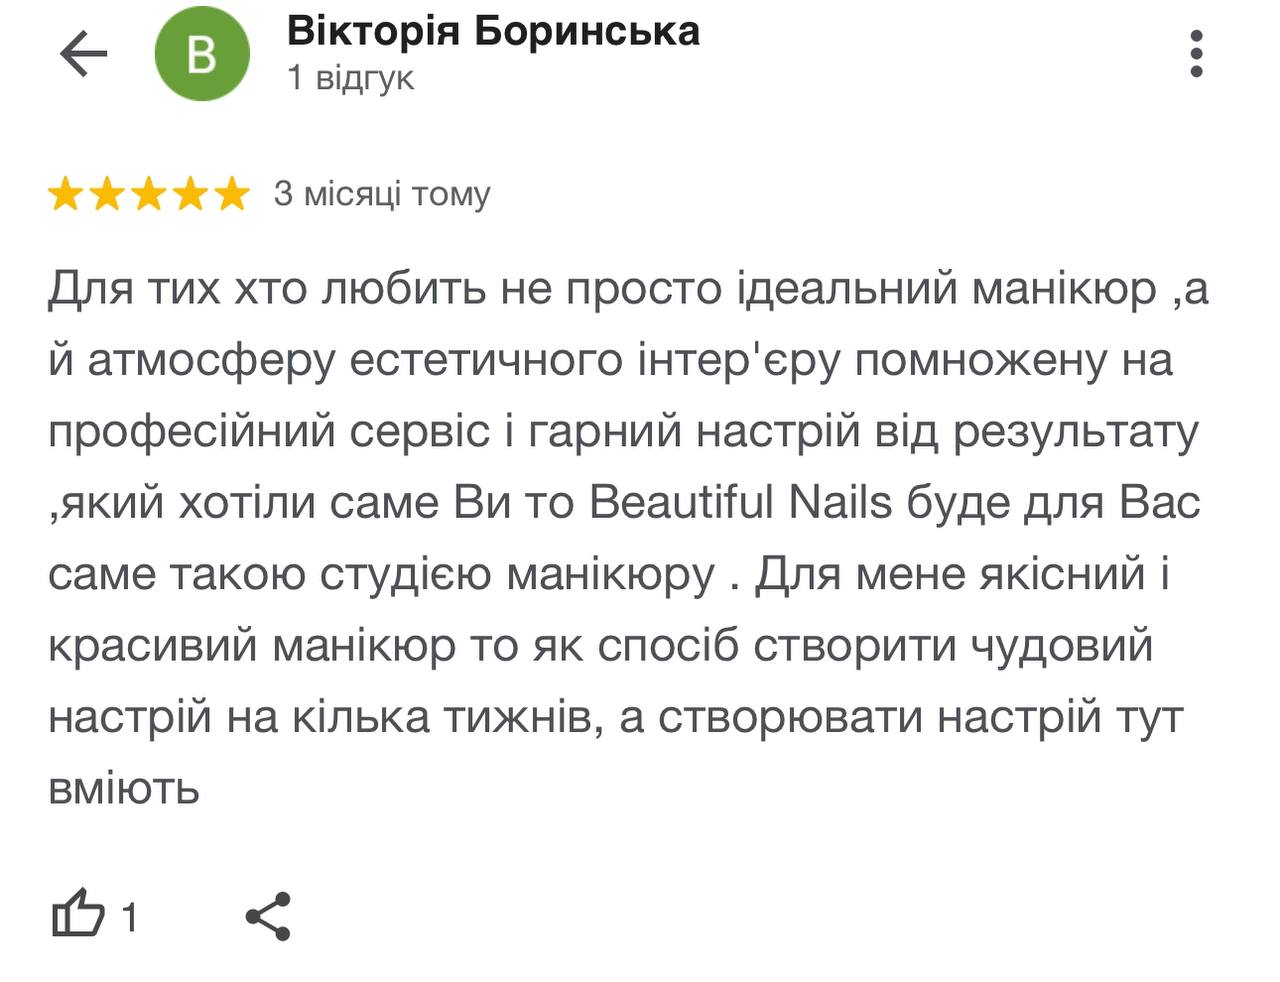 Вікторія Боринська
В
1 відгук
3 місяці тому
Для тих хто любить не просто ідеальний манікюр ,а
й атмосферу естетичного інтер'єру помножену на
професійний сервіс і гарний настрій від результату
,який хотіли саме Ви то Beautiful Nails буде для Вас
саме такою студією манікюру . Для мене якісний і
красивий манікюр то як спосіб створити чудовий
настрій на кілька тижнів, а створювати настрій тут
вміють
1